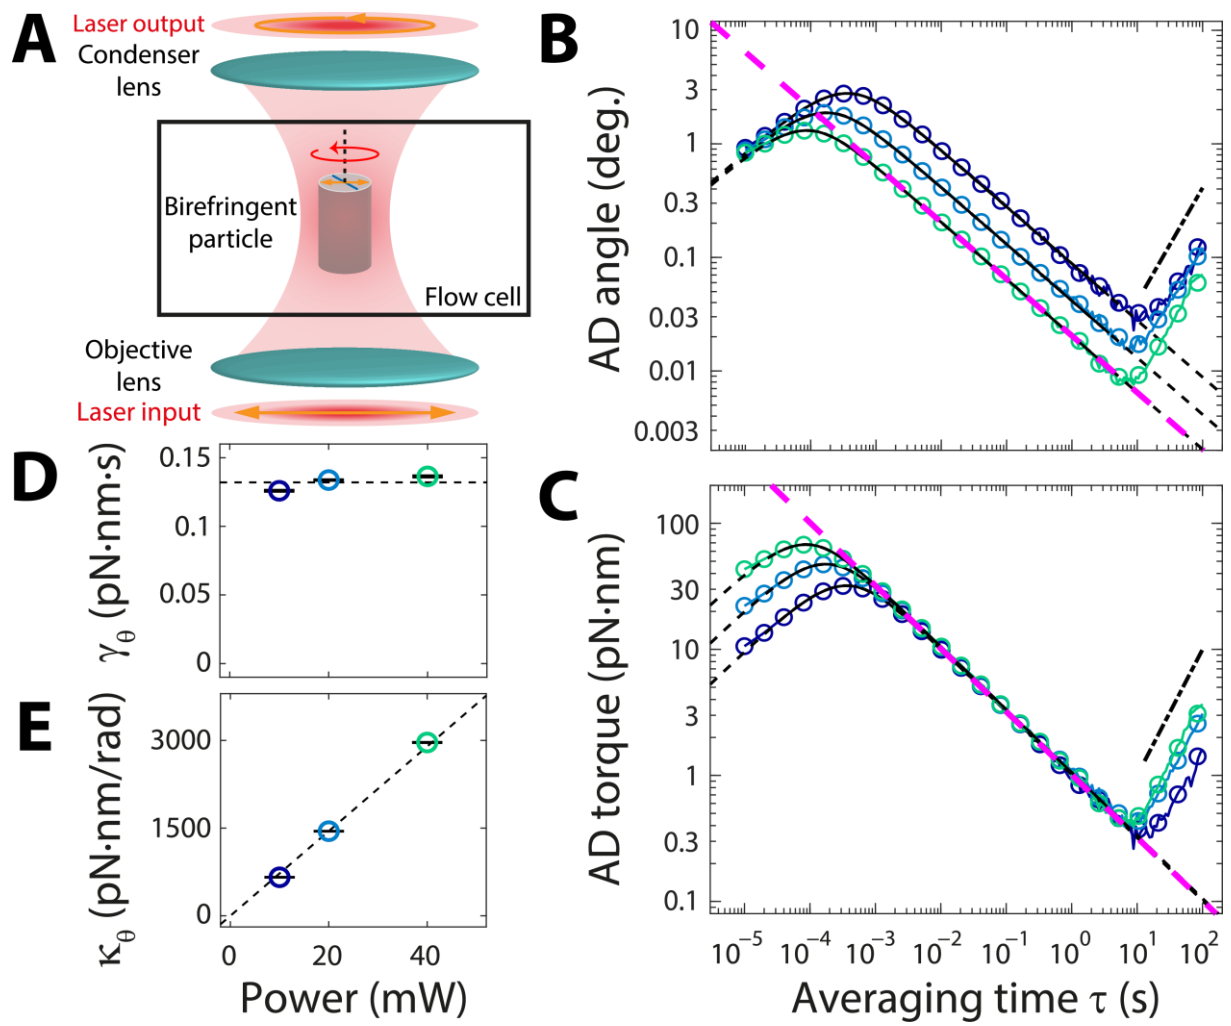 A
Laser output
Condenser
lens
Birefringent
particle
Flow cell
Objective
lens
Laser input
B
AD angle (deg.)
10
3
1
0.3
0.1
0.03
0.01
0.003
C
AD torque (pN·nm)
100
30
10
3
1
0.3
0.1
10⁻⁵ 10⁻⁴ 10⁻³ 10⁻² 10⁻¹ 10⁰ 10¹ 10²
Averaging time τ (s)
D
γθ (pN·nm·s)
0.15
0.1
0.05
0
E
κθ (pN·nm/rad)
3000
1500
0
0 20 40
Power (mW)